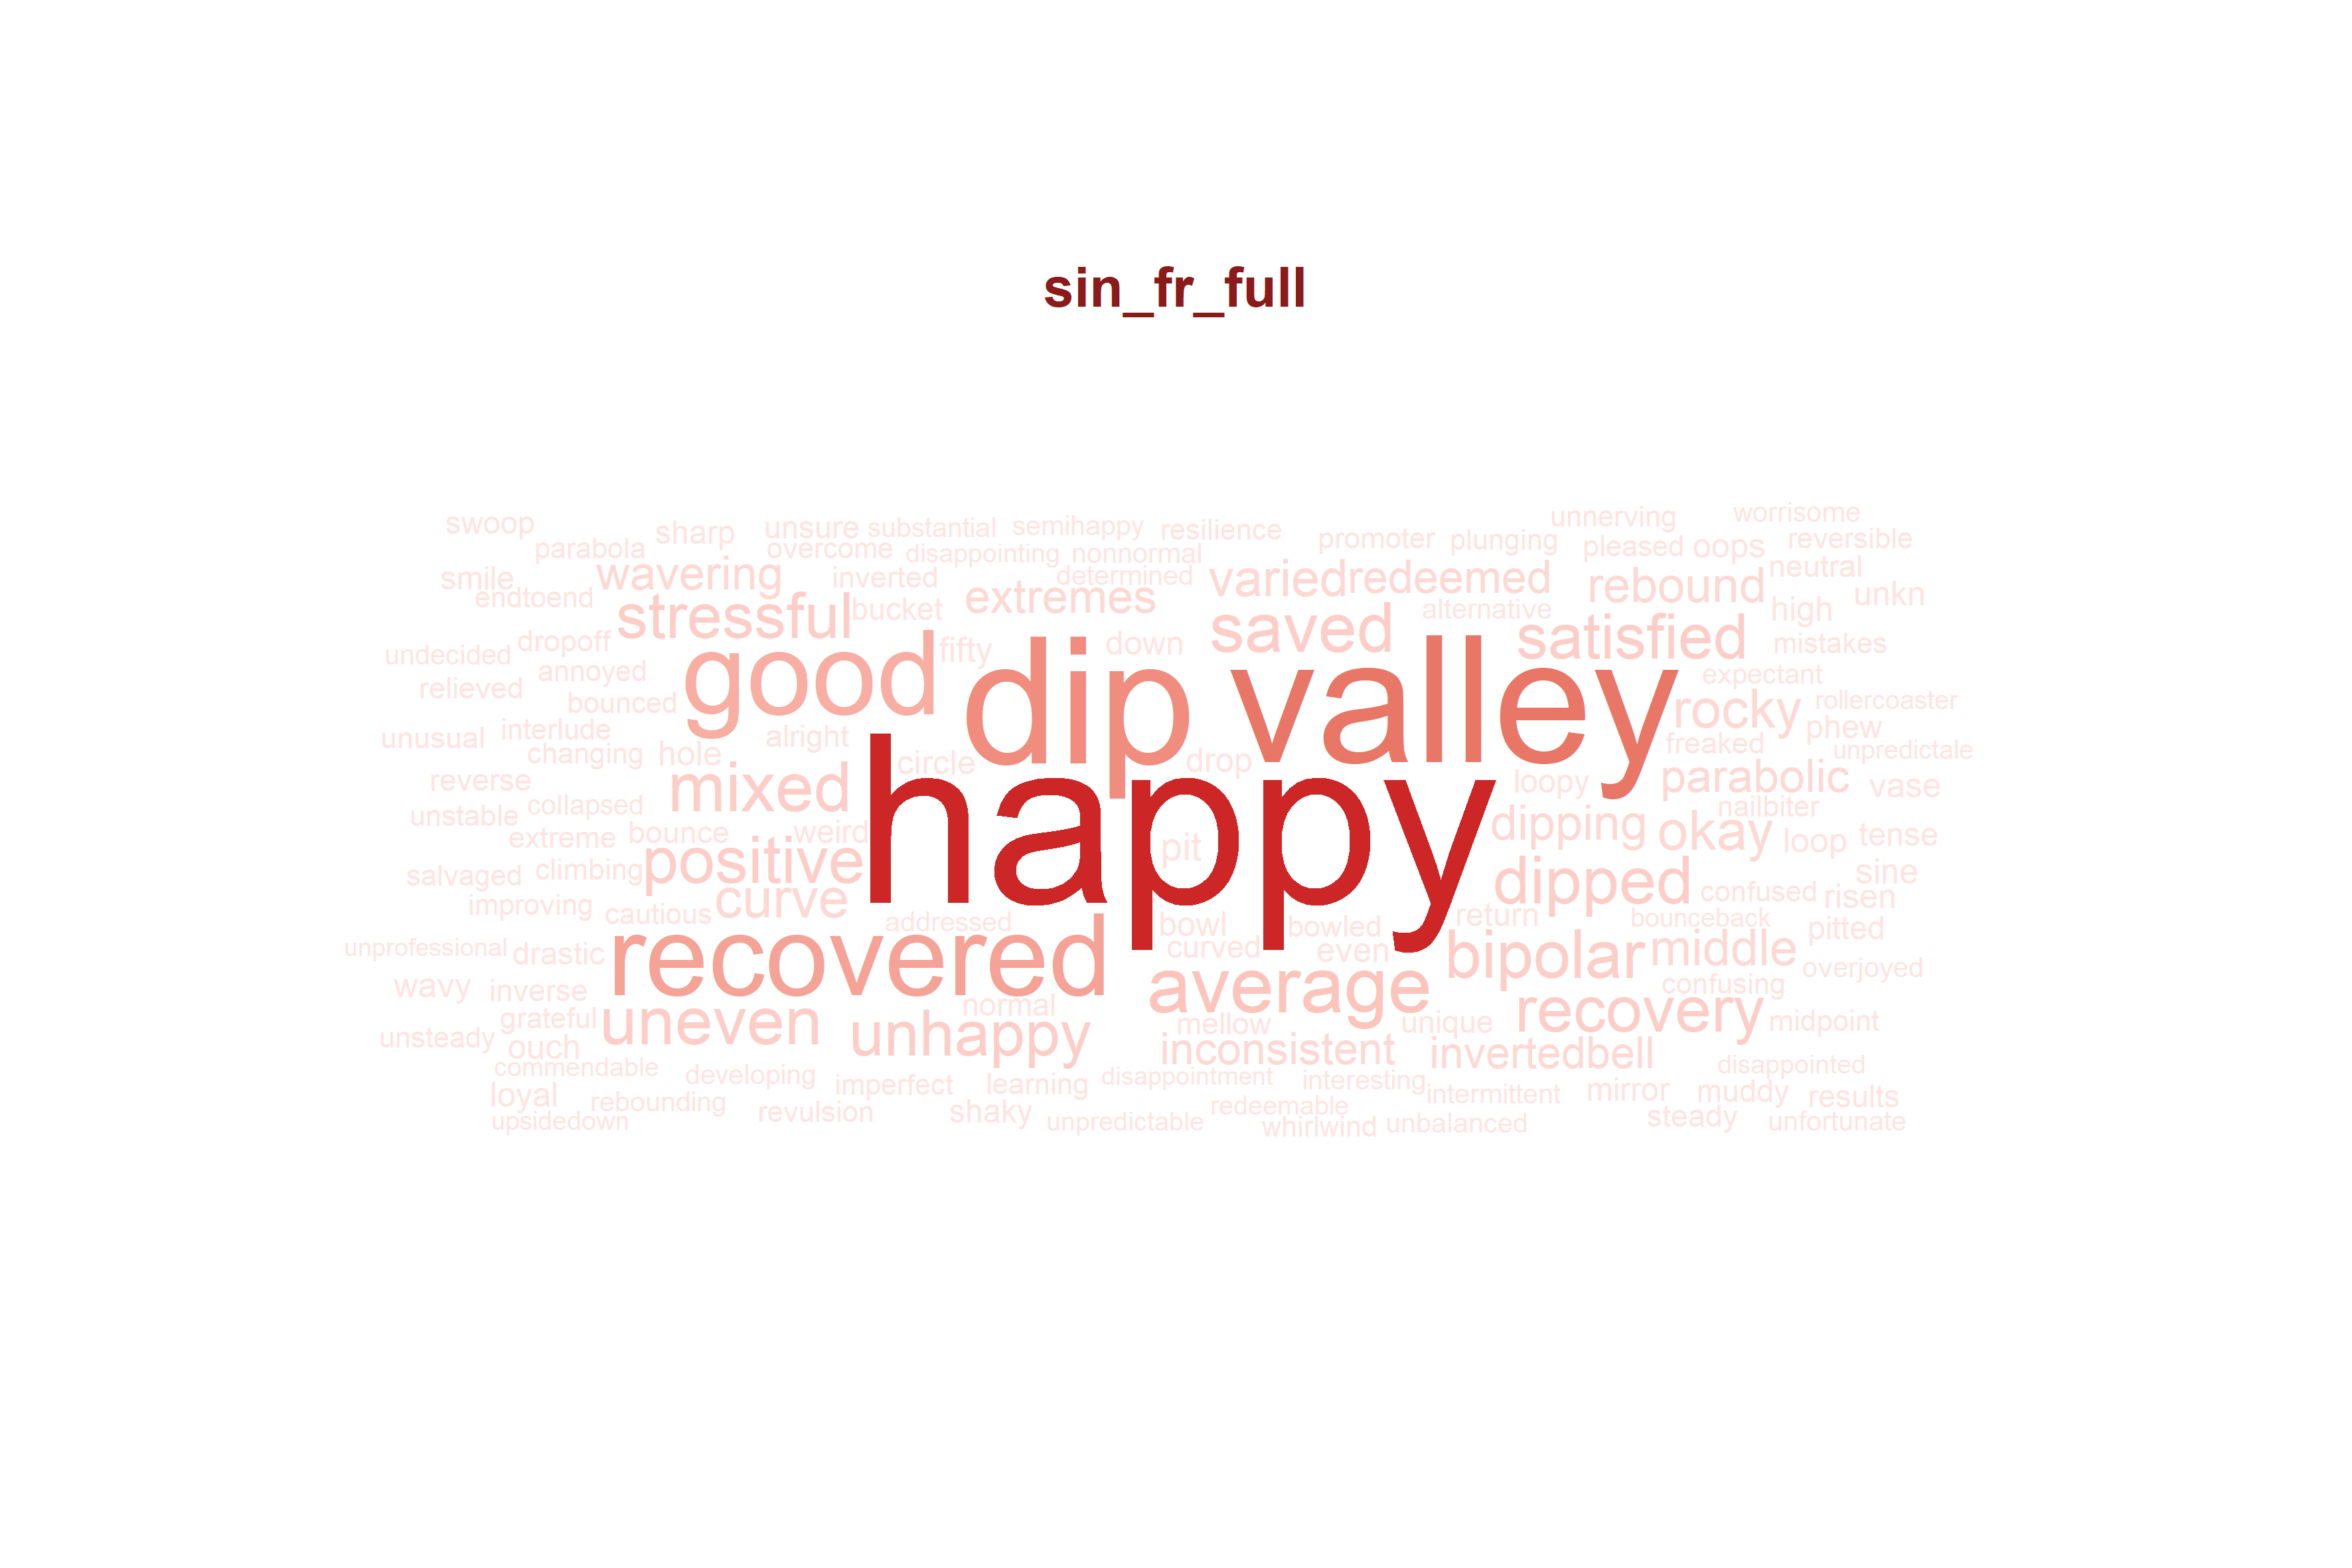 sin_fr_full
swoop sharp unsure substantial semihappy resilience promoter plunging unnerving worrisome
parabola overcome disappointing nonnormal pleased oops reversible
smile wavering inverted determined varied redeemed rebound neutral
endtoend stressful bucket extremes saved alternative satisfied high unkn
undecided dropoff good fifty dip down valley mistakes
relieved annoyed expectant
bounced rocky rollercoaster
unusual interlude alright phew
changing hole circle drop freaked unpredictale
reverse mixed happy loopy parabolic vase
unstable collapsed nailbiter
extreme bounce weird pit dipping okay loop tense
salvaged climbing positive dipped sine
improving cautious curve addressed bowl bowled return confused risen
unprofessional drastic recovered curved even bounceback pitted
wavy inverse average bipolar middle overjoyed
grateful normal confusing
unsteady ouch uneven unhappy mellow unique recovery midpoint
commendable inconsistent invertedbell disappointed
loyal developing imperfect learning disappointment interesting intermittent mirror muddy results
upsidedown rebounding revulsion shaky unpredictable redeemable whirlwind unbalanced steady unfortunate